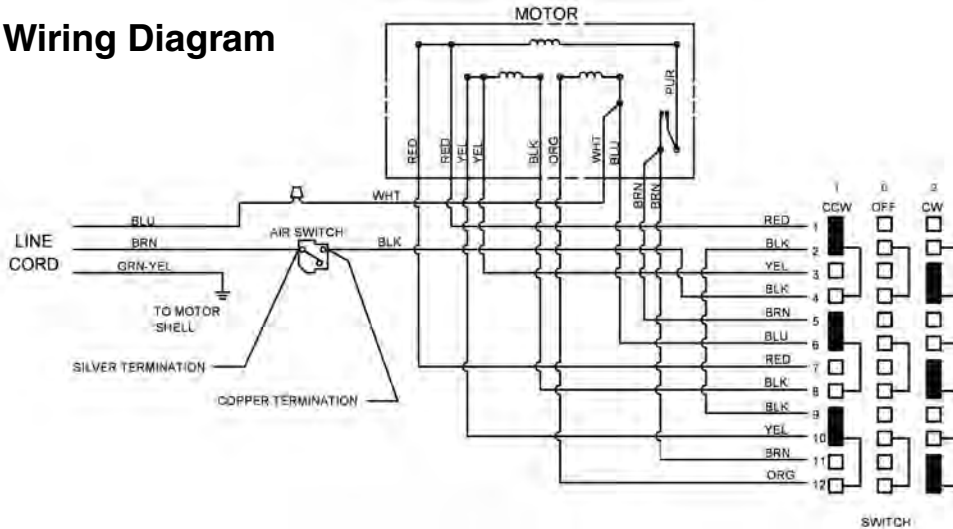 Wiring Diagram
MOTOR
PUR
RED
RED
YEL
YEL
BLK
ORG
WHT
BLU
BRN
BRN
WHT
BLU
LINE CORD
BRN
AIR SWITCH
BLK
GRN-YEL
TO MOTOR SHELL
SILVER TERMINATION
COPPER TERMINATION
CCW OFF CW
RED 1
BLK 2
YEL 3
BLK 4
BRN 5
BLU 6
RED 7
BLK 8
BLK 9
YEL 10
BRN 11
ORG 12
SWITCH